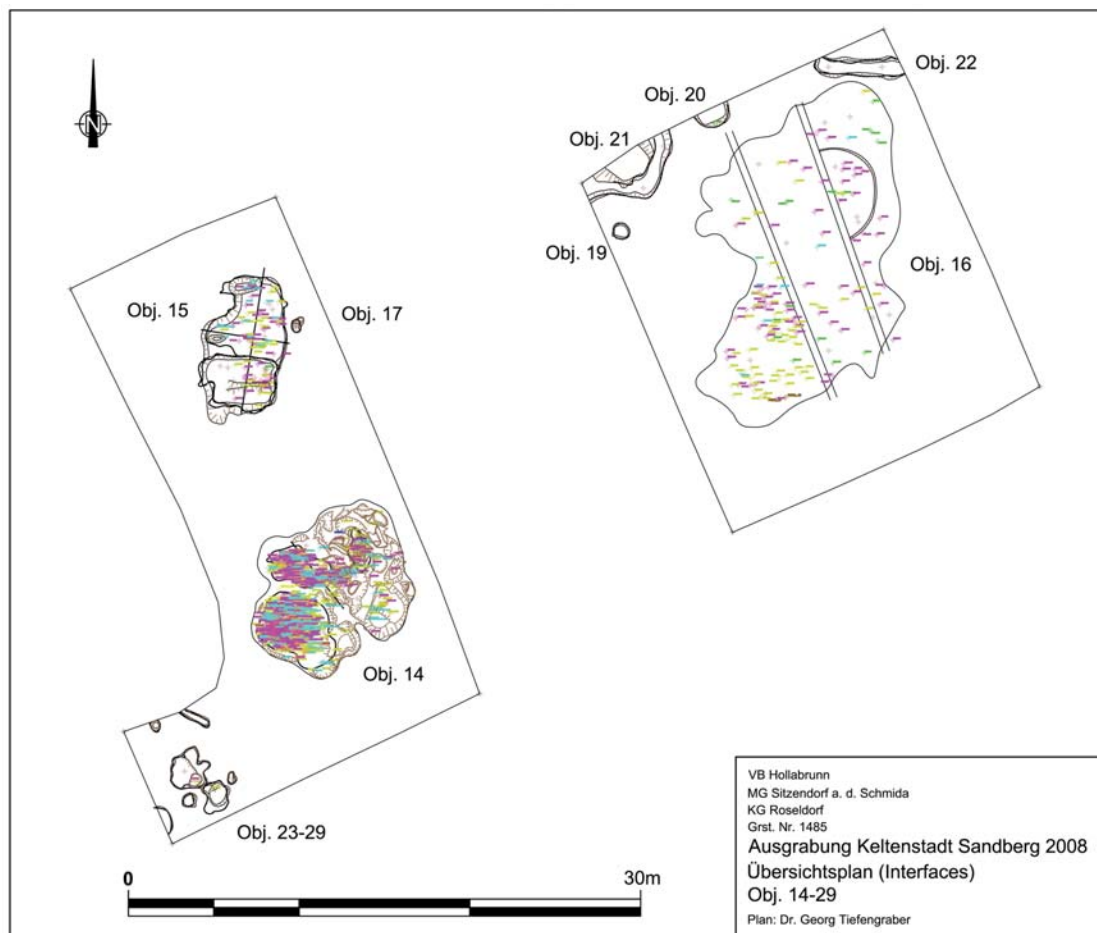 N
Obj. 22
Obj. 20
Obj. 21
Obj. 19
Obj. 16
Obj. 15
Obj. 17
Obj. 14
Obj. 23-29
0
30m
VB Hollabrunn
MG Sitzendorf a. d. Schmida
KG Roseldorf
Grst. Nr. 1485
Ausgrabung Keltenstadt Sandberg 2008
Übersichtsplan (Interfaces)
Obj. 14-29
Plan: Dr. Georg Tiefengraber